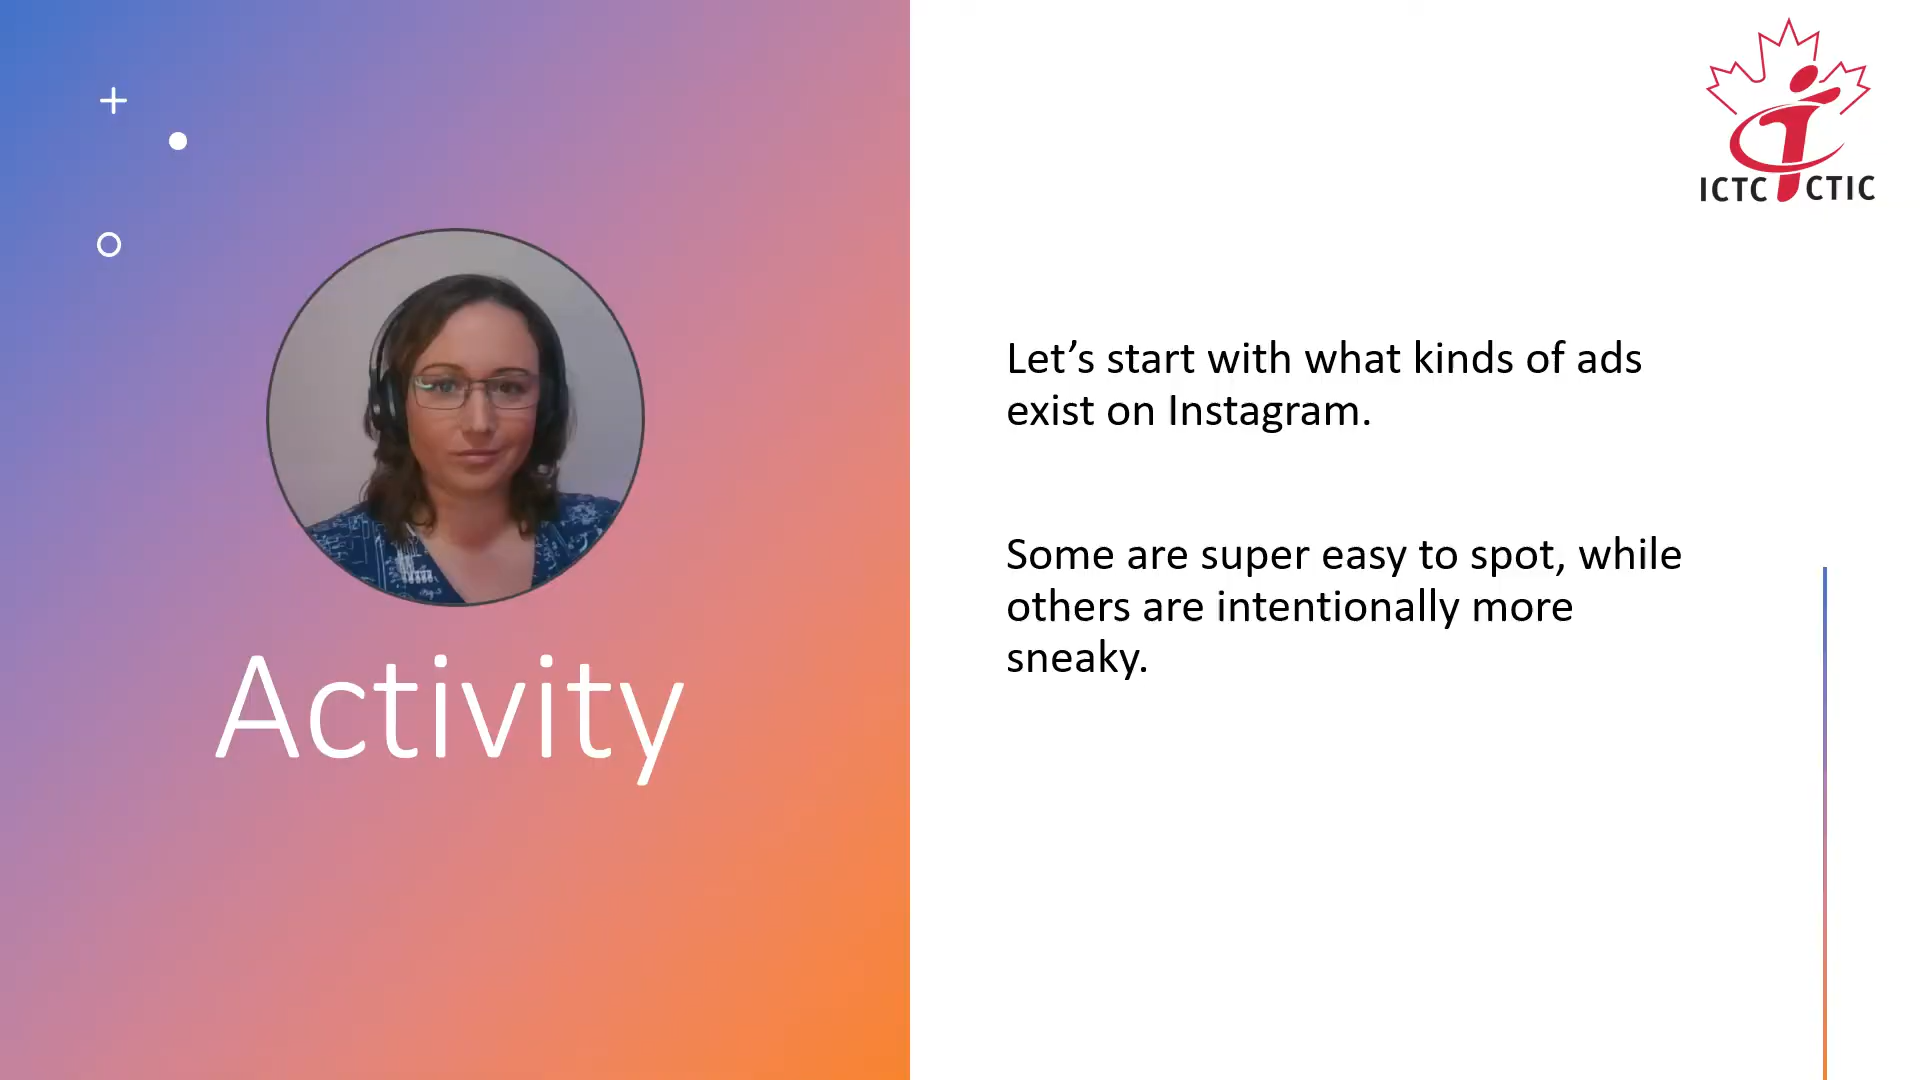 ICTC CTIC
Activity
Let’s start with what kinds of ads
exist on Instagram.
Some are super easy to spot, while
others are intentionally more
sneaky.